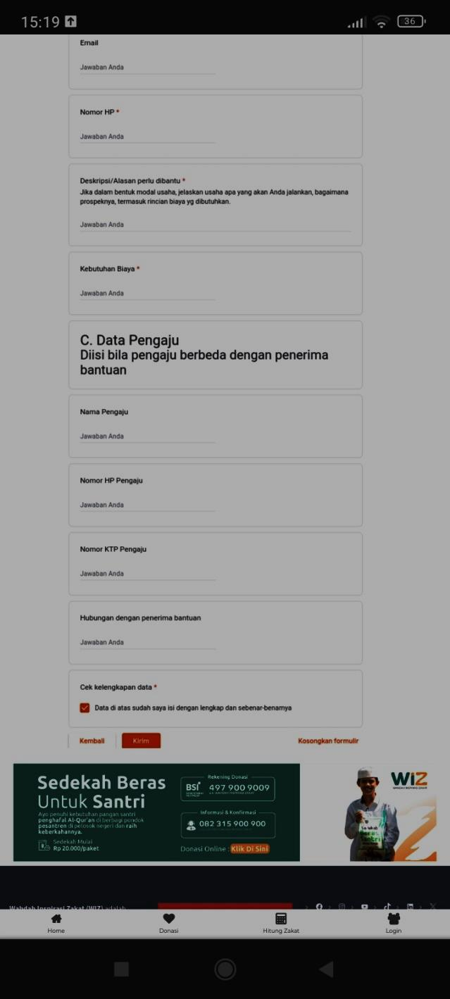 15:19
36
Email
Jawaban Anda
Nomor HP *
Jawaban Anda
Deskripsi/Alasan perlu dibantu *
Jika dalam bentuk modal usaha, jelaskan usaha apa yang akan Anda jalankan, bagaimana
prospeknya, termasuk rincian biaya yg dibutuhkan.
Jawaban Anda
Kebutuhan Biaya *
Jawaban Anda
C. Data Pengaju
Diisi bila pengaju berbeda dengan penerima
bantuan
Nama Pengaju
Jawaban Anda
Nomor HP Pengaju
Jawaban Anda
Nomor KTP Pengaju
Jawaban Anda
Hubungan dengan penerima bantuan
Jawaban Anda
Cek kelengkapan data *
Data di atas sudah saya isi dengan lengkap dan sebenar-benarnya
Kembali
Kirim
Kosongkan formulir
Sedekah Beras
Untuk Santri
Ayo penuhi kebutuhan pangan santri
penghafal Al-Qur'an di berbagi pondok
pesantren di pelosok negeri dan raih
keberkahannya.
Sedekah Mulai
Rp 20.000/paket
Rekening Donasi
BSI 497 900 9009
Informasi & Konfirmasi
082 315 900 900
Donasi Online : Klik Di Sini
WIZ
WAHDAH INSPIRASI ZAKAT
Wahdah Inspirasi Zakat (WIZ) adalah
Home
Donasi
Hitung Zakat
Login